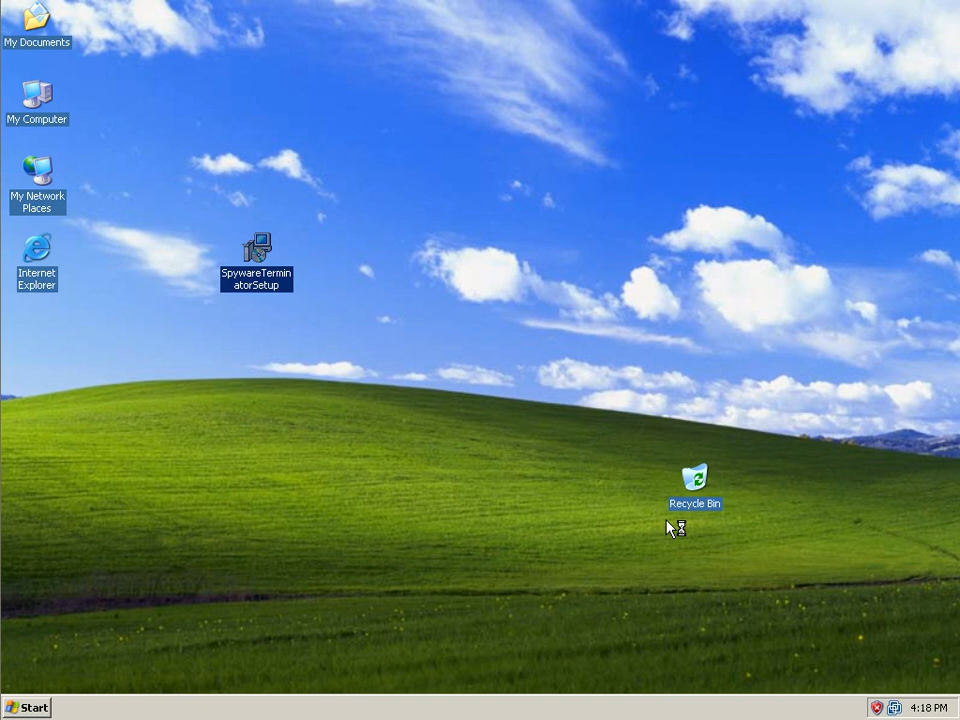 My Documents
My Computer
My Network
Places
Internet
Explorer
SpywareTermin
atorSetup
Recycle Bin
Start
4:18 PM